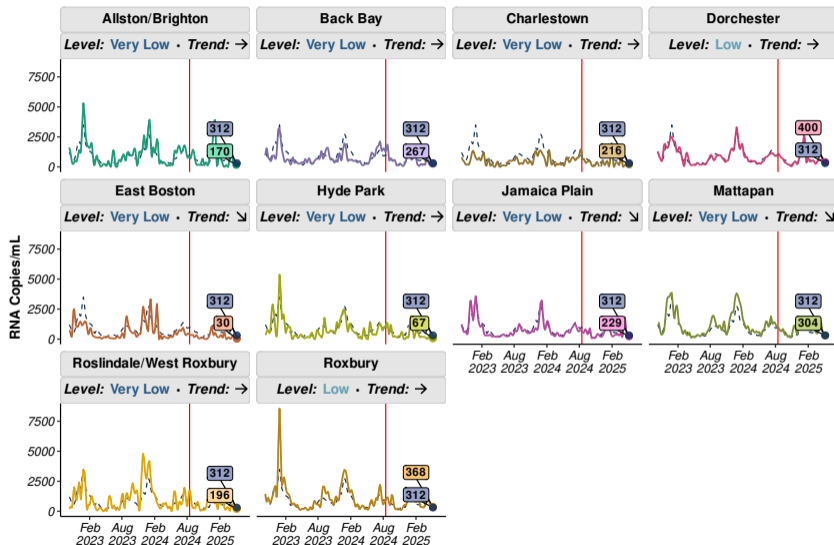 Allston/Brighton
Back Bay
Charlestown
Dorchester
Level: Very Low · Trend: →
Level: Very Low · Trend: →
Level: Very Low · Trend: →
Level: Low · Trend: →
7500
5000
2500
0
312
170
312
267
312
216
400
312
East Boston
Hyde Park
Jamaica Plain
Mattapan
Level: Very Low · Trend: ↘
Level: Very Low · Trend: →
Level: Very Low · Trend: ↘
Level: Very Low · Trend: ↘
RNA Copies/mL
7500
5000
2500
0
312
30
312
67
312
229
312
304
Feb 2023
Aug 2023
Feb 2024
Aug 2024
Feb 2025
Feb 2023
Aug 2023
Feb 2024
Aug 2024
Feb 2025
Roslindale/West Roxbury
Roxbury
Level: Very Low · Trend: →
Level: Low · Trend: →
7500
5000
2500
0
312
196
368
312
Feb 2023
Aug 2023
Feb 2024
Aug 2024
Feb 2025
Feb 2023
Aug 2023
Feb 2024
Aug 2024
Feb 2025